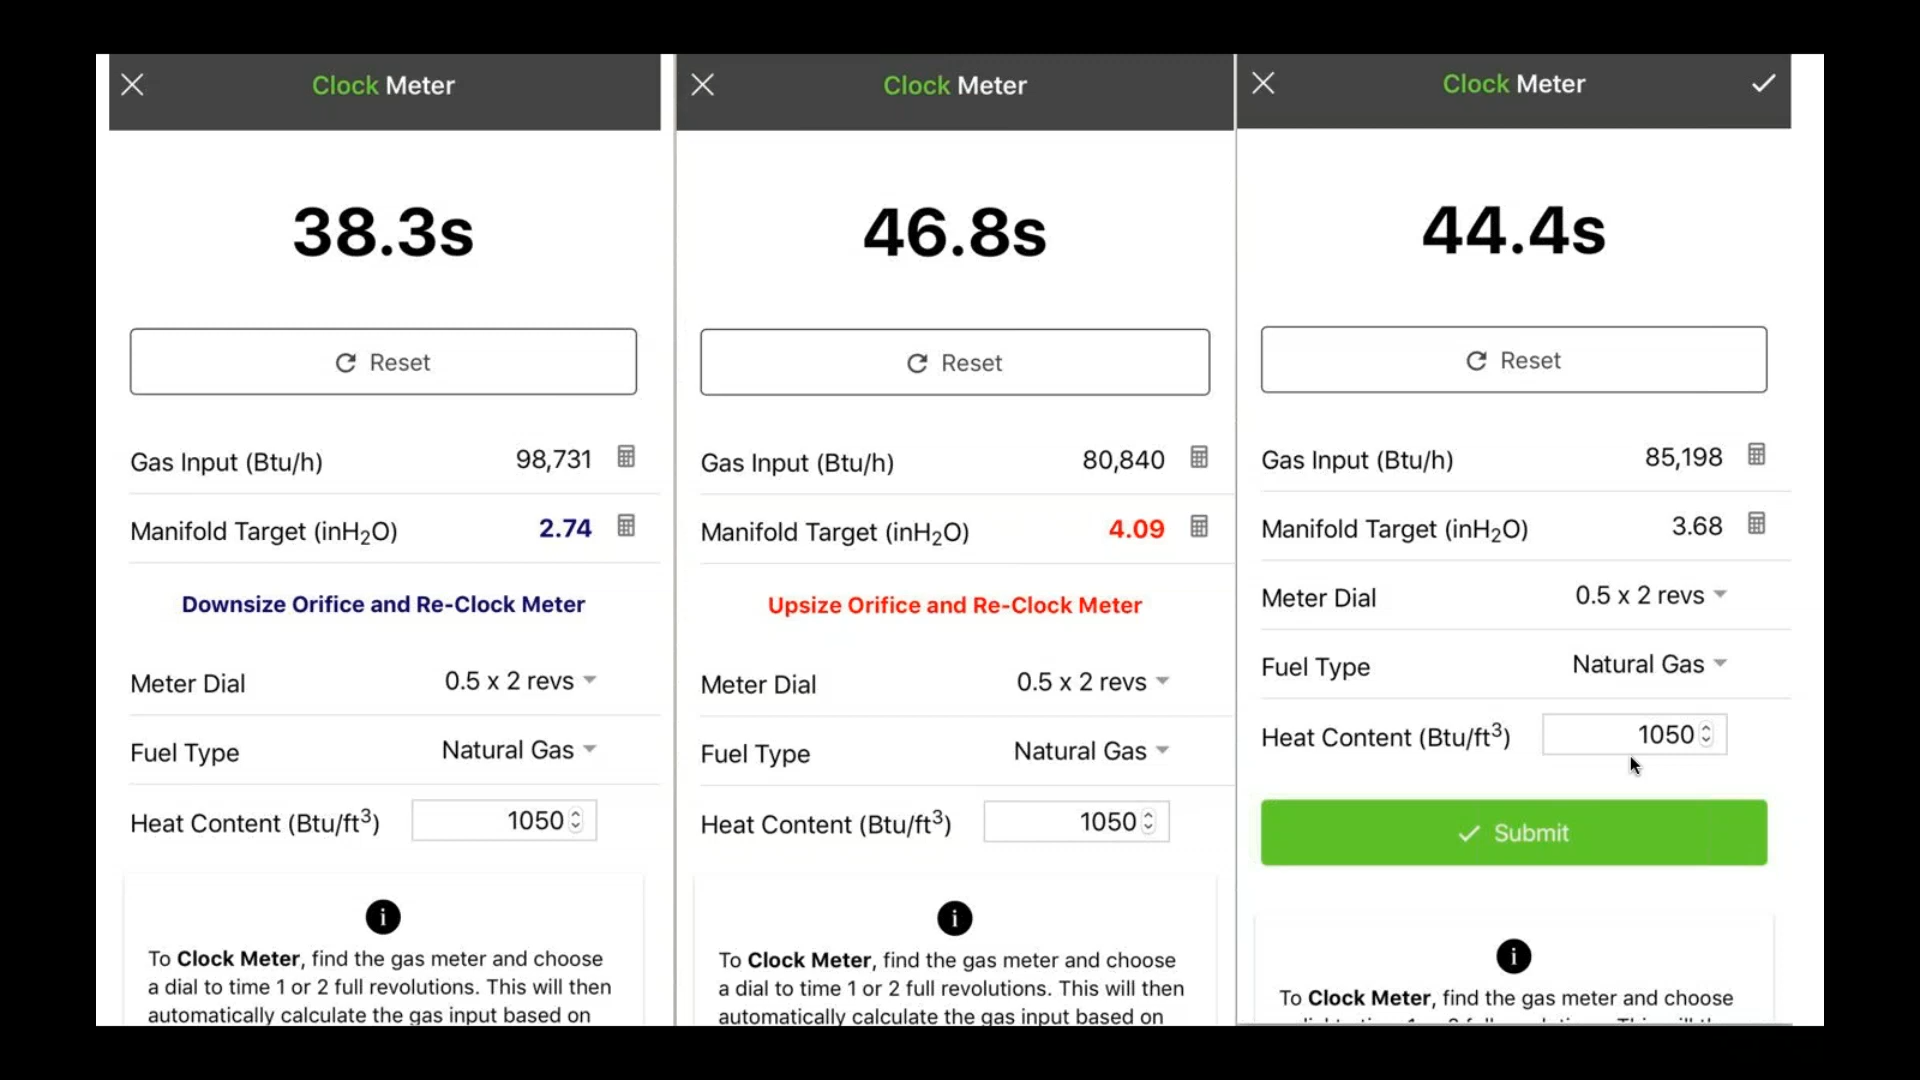 Clock Meter
38.3s
Reset
Gas Input (Btu/h) 98,731
Manifold Target (inH₂O) 2.74
Downsize Orifice and Re-Clock Meter
Meter Dial 0.5 x 2 revs
Fuel Type Natural Gas
Heat Content (Btu/ft³) 1050
To Clock Meter, find the gas meter and choose
a dial to time 1 or 2 full revolutions. This will then
automatically calculate the gas input based on
Clock Meter
46.8s
Reset
Gas Input (Btu/h) 80,840
Manifold Target (inH₂O) 4.09
Upsize Orifice and Re-Clock Meter
Meter Dial 0.5 x 2 revs
Fuel Type Natural Gas
Heat Content (Btu/ft³) 1050
To Clock Meter, find the gas meter and choose
a dial to time 1 or 2 full revolutions. This will then
automatically calculate the gas input based on
Clock Meter
44.4s
Reset
Gas Input (Btu/h) 85,198
Manifold Target (inH₂O) 3.68
Meter Dial 0.5 x 2 revs
Fuel Type Natural Gas
Heat Content (Btu/ft³) 1050
Submit
To Clock Meter, find the gas meter and choose